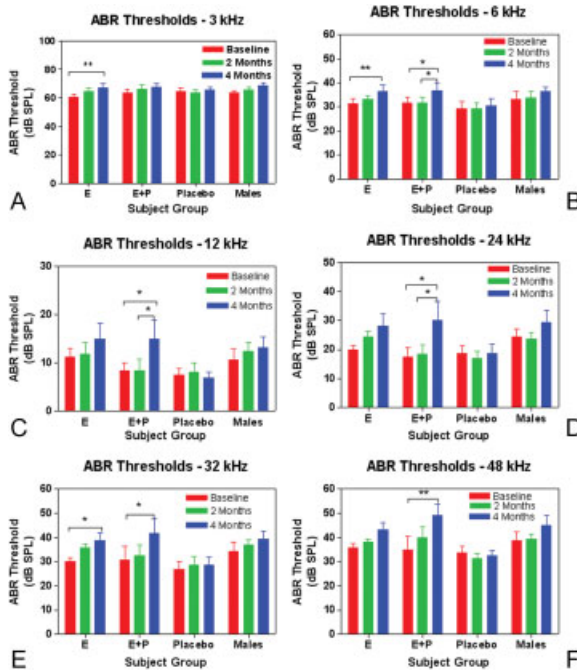 ABR Thresholds - 3 kHz
Baseline
2 Months
4 Months
**
100
80
60
40
20
0
ABR Threshold
(dB SPL)
E
E+P
Placebo
Males
Subject Group
A
ABR Thresholds - 6 kHz
Baseline
2 Months
4 Months
**
*
*
60
50
40
30
20
10
0
ABR Threshold
(dB SPL)
E
E+P
Placebo
Males
Subject Group
B
ABR Thresholds - 12 kHz
Baseline
2 Months
4 Months
*
*
30
20
10
0
ABR Threshold
(dB SPL)
E
E+P
Placebo
Males
Subject Group
C
ABR Thresholds - 24 kHz
Baseline
2 Months
4 Months
*
*
50
40
30
20
10
0
ABR Threshold
(dB SPL)
E
E+P
Placebo
Males
Subject Group
D
ABR Thresholds - 32 kHz
Baseline
2 Months
4 Months
*
*
60
50
40
30
20
10
0
ABR Threshold
(dB SPL)
E
E+P
Placebo
Males
Subject Group
E
ABR Thresholds - 48 kHz
Baseline
2 Months
4 Months
**
60
50
40
30
20
10
0
ABR Threshold
(dB SPL)
E
E+P
Placebo
Males
Subject Group